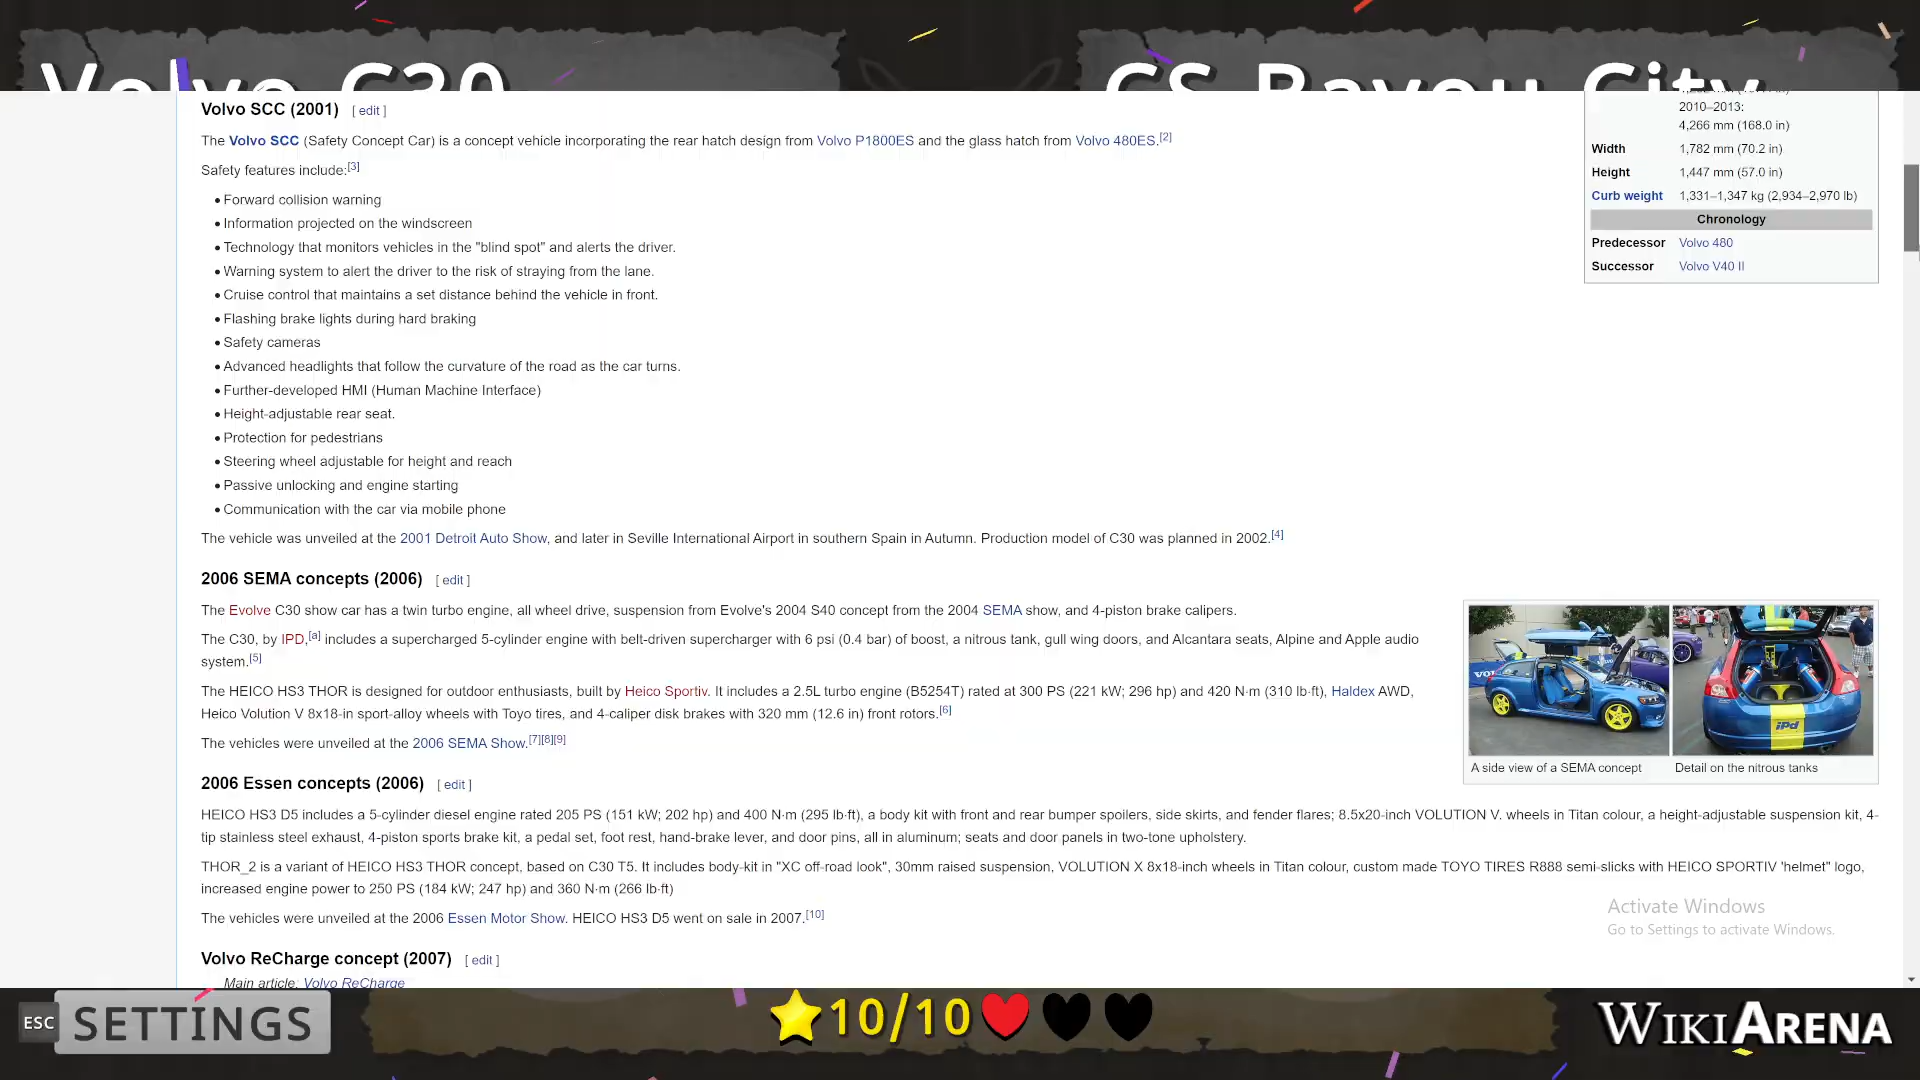 Volvo C30
CS Bayou City
Volvo SCC (2001) [ edit ]
The Volvo SCC (Safety Concept Car) is a concept vehicle incorporating the rear hatch design from Volvo P1800ES and the glass hatch from Volvo 480ES.[2]
Safety features include:[3]
• Forward collision warning
• Information projected on the windscreen
• Technology that monitors vehicles in the "blind spot" and alerts the driver.
• Warning system to alert the driver to the risk of straying from the lane.
• Cruise control that maintains a set distance behind the vehicle in front.
• Flashing brake lights during hard braking
• Safety cameras
• Advanced headlights that follow the curvature of the road as the car turns.
• Further-developed HMI (Human Machine Interface)
• Height-adjustable rear seat.
• Protection for pedestrians
• Steering wheel adjustable for height and reach
• Passive unlocking and engine starting
• Communication with the car via mobile phone
The vehicle was unveiled at the 2001 Detroit Auto Show, and later in Seville International Airport in southern Spain in Autumn. Production model of C30 was planned in 2002.[4]
2010–2013:
4,266 mm (168.0 in)
Width 1,782 mm (70.2 in)
Height 1,447 mm (57.0 in)
Curb weight 1,331–1,347 kg (2,934–2,970 lb)
Chronology
Predecessor Volvo 480
Successor Volvo V40 II
2006 SEMA concepts (2006) [ edit ]
The Evolve C30 show car has a twin turbo engine, all wheel drive, suspension from Evolve's 2004 S40 concept from the 2004 SEMA show, and 4-piston brake calipers.
The C30, by IPD,[a] includes a supercharged 5-cylinder engine with belt-driven supercharger with 6 psi (0.4 bar) of boost, a nitrous tank, gull wing doors, and Alcantara seats, Alpine and Apple audio
system.[5]
The HEICO HS3 THOR is designed for outdoor enthusiasts, built by Heico Sportiv. It includes a 2.5L turbo engine (B5254T) rated at 300 PS (221 kW; 296 hp) and 420 N·m (310 lb·ft), Haldex AWD,
Heico Volution V 8x18-in sport-alloy wheels with Toyo tires, and 4-caliper disk brakes with 320 mm (12.6 in) front rotors.[6]
The vehicles were unveiled at the 2006 SEMA Show.[7][8][9]
iPd
A side view of a SEMA concept
Detail on the nitrous tanks
2006 Essen concepts (2006) [ edit ]
HEICO HS3 D5 includes a 5-cylinder diesel engine rated 205 PS (151 kW; 202 hp) and 400 N·m (295 lb·ft), a body kit with front and rear bumper spoilers, side skirts, and fender flares; 8.5x20-inch VOLUTION V. wheels in Titan colour, a height-adjustable suspension kit, 4-
tip stainless steel exhaust, 4-piston sports brake kit, a pedal set, foot rest, hand-brake lever, and door pins, all in aluminum; seats and door panels in two-tone upholstery.
THOR_2 is a variant of HEICO HS3 THOR concept, based on C30 T5. It includes body-kit in "XC off-road look", 30mm raised suspension, VOLUTION X 8x18-inch wheels in Titan colour, custom made TOYO TIRES R888 semi-slicks with HEICO SPORTIV 'helmet" logo,
increased engine power to 250 PS (184 kW; 247 hp) and 360 N·m (266 lb·ft)
The vehicles were unveiled at the 2006 Essen Motor Show. HEICO HS3 D5 went on sale in 2007.[10]
Activate Windows
Go to Settings to activate Windows.
Volvo ReCharge concept (2007) [ edit ]
Main article: Volvo ReCharge
ESC SETTINGS
10/10
WIKIARENA